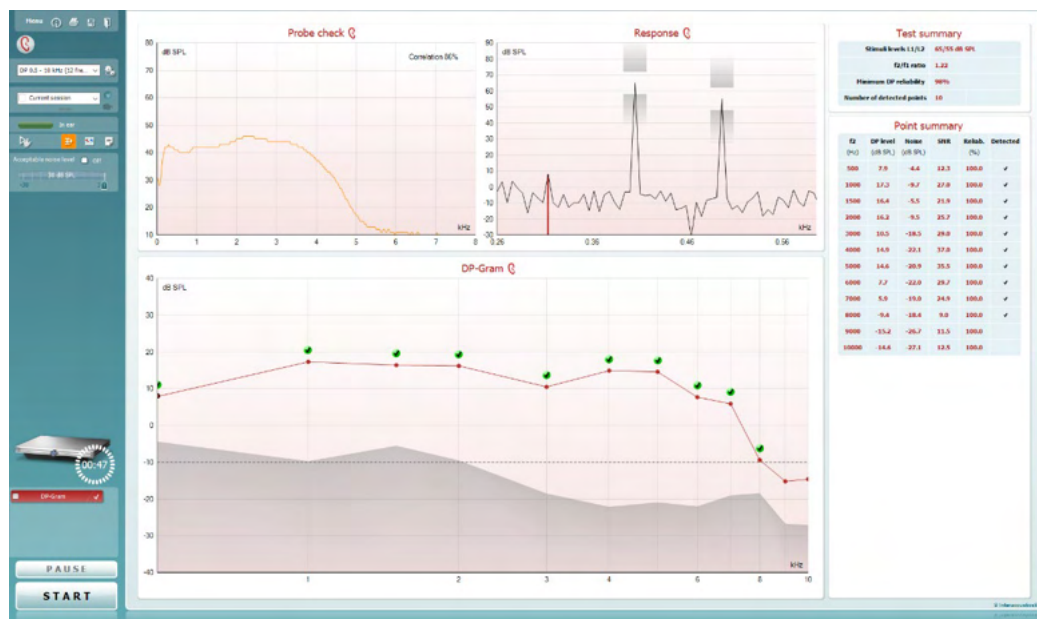 Menu
DP 0.5 - 10 kHz (12 Fre...
Current session
In ear
Acceptable noise level
Off
30 dB SPL
00:47
DP-Gram
PAUSE
START
Probe check
80
70
60
50
40
30
20
10
dB SPL
Correlation 86%
kHz
0 1 2 3 4 5 6 7 8
Response
90
80
70
60
50
40
30
20
10
0
-10
-20
-30
dB SPL
kHz
0.26 0.36 0.46 0.56
DP-Gram
40
30
20
10
0
-10
-20
-30
-40
dB SPL
kHz
1 2 3 4 6 8 10
Test summary
Stimuli levels L1/L2 65/55 dB SPL
f2/f1 ratio 1.22
Minimum DP reliability 98%
Number of detected points 10
Point summary
f2 DP level Noise SNR Reliab. Detected
(Hz) (dB SPL) (dB SPL) (%)
500 7.9 -4.4 12.3 100.0
1000 17.3 -9.7 27.0 100.0
1500 16.4 -5.5 21.9 100.0
2000 16.2 -9.5 25.7 100.0
3000 10.5 -18.5 29.0 100.0
4000 14.9 -22.1 37.0 100.0
5000 14.6 -20.9 35.5 100.0
6000 7.7 -22.0 29.7 100.0
7000 5.9 -19.0 24.9 100.0
8000 -9.4 -18.4 9.0 100.0
9000 -15.2 -26.7 11.5 100.0
10000 -14.6 -27.1 12.5 100.0